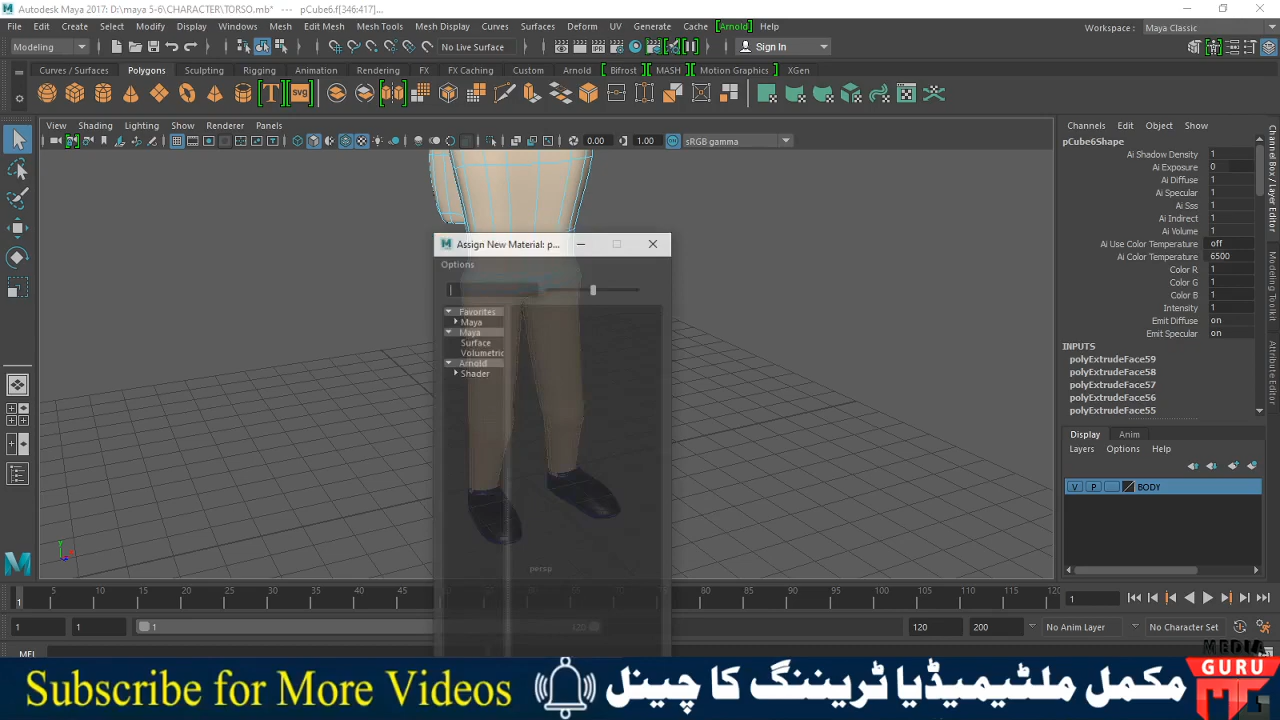 Autodesk Maya 2017: D:\maya 5-6\CHARACTER\TORSO.mb* --- pCube6.f[346:417]...
File Edit Create Select Modify Display Windows Mesh Edit Mesh Mesh Tools Mesh Display Curves Surfaces Deform UV Generate Cache [Arnold] Help
Workspace : Maya Classic
Modeling No Live Surface Sign In
Curves / Surfaces Polygons Sculpting Rigging Animation Rendering FX FX Caching Custom Arnold Bifrost MASH Motion Graphics XGen
T svg
View Shading Lighting Show Renderer Panels
0.00 1.00 sRGB gamma
Channels Edit Object Show
pCube6Shape
Ai Shadow Density 1
Ai Exposure 0
Ai Diffuse 1
Ai Specular 1
Ai Sss 1
Ai Indirect 1
Ai Volume 1
Ai Use Color Temperature off
Ai Color Temperature 6500
Color R 1
Color G 1
Color B 1
Intensity 1
Emit Diffuse on
Emit Specular on
INPUTS
polyExtrudeFace59
polyExtrudeFace58
polyExtrudeFace57
polyExtrudeFace56
polyExtrudeFace55
Channel Box / Layer Editor
Modeling Toolkit
Attribute Editor
Display Anim
Layers Options Help
V P BODY
Assign New Material: p...
Options
Favorites
Maya
Maya
Surface
Volumetric
Arnold
Shader
persp
Y
1 5 10 15 20 25 30 35 40 45 65 70 75 80 85 90 95 100 105 110 115 120
1
1 1 1 120 120 200 No Anim Layer No Character Set
MEL
MEDIA
GURU
MG
Subscribe for More Videos
مکمل ملٹیمیڈیا ٹریننگ کا چینل